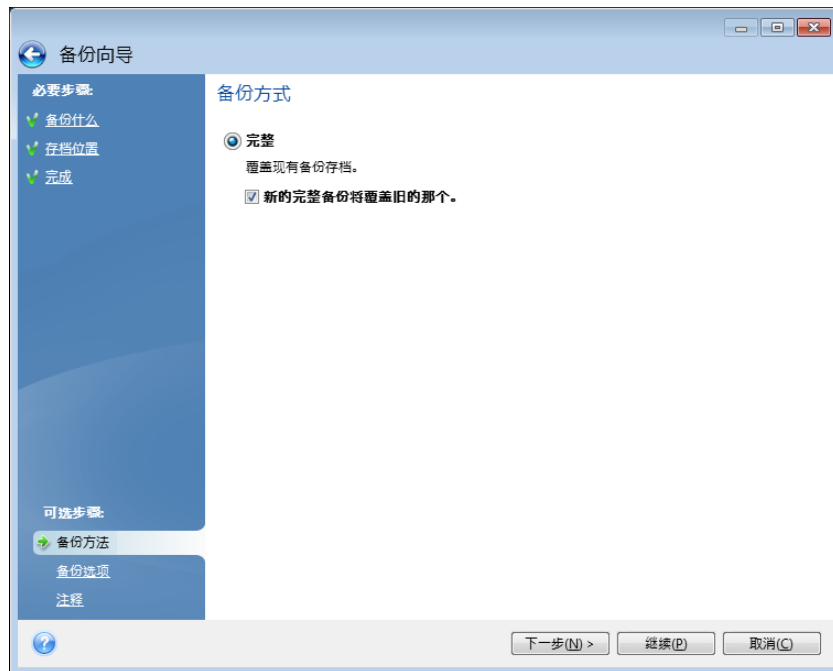 备份向导
必要步骤:
备份什么
存档位置
完成
备份方式
完整
覆盖现有备份存档。
新的完整备份将覆盖旧的那个。
可选步骤:
备份方法
备份选项
注释
下一步(N) >
继续(P)
取消(C)